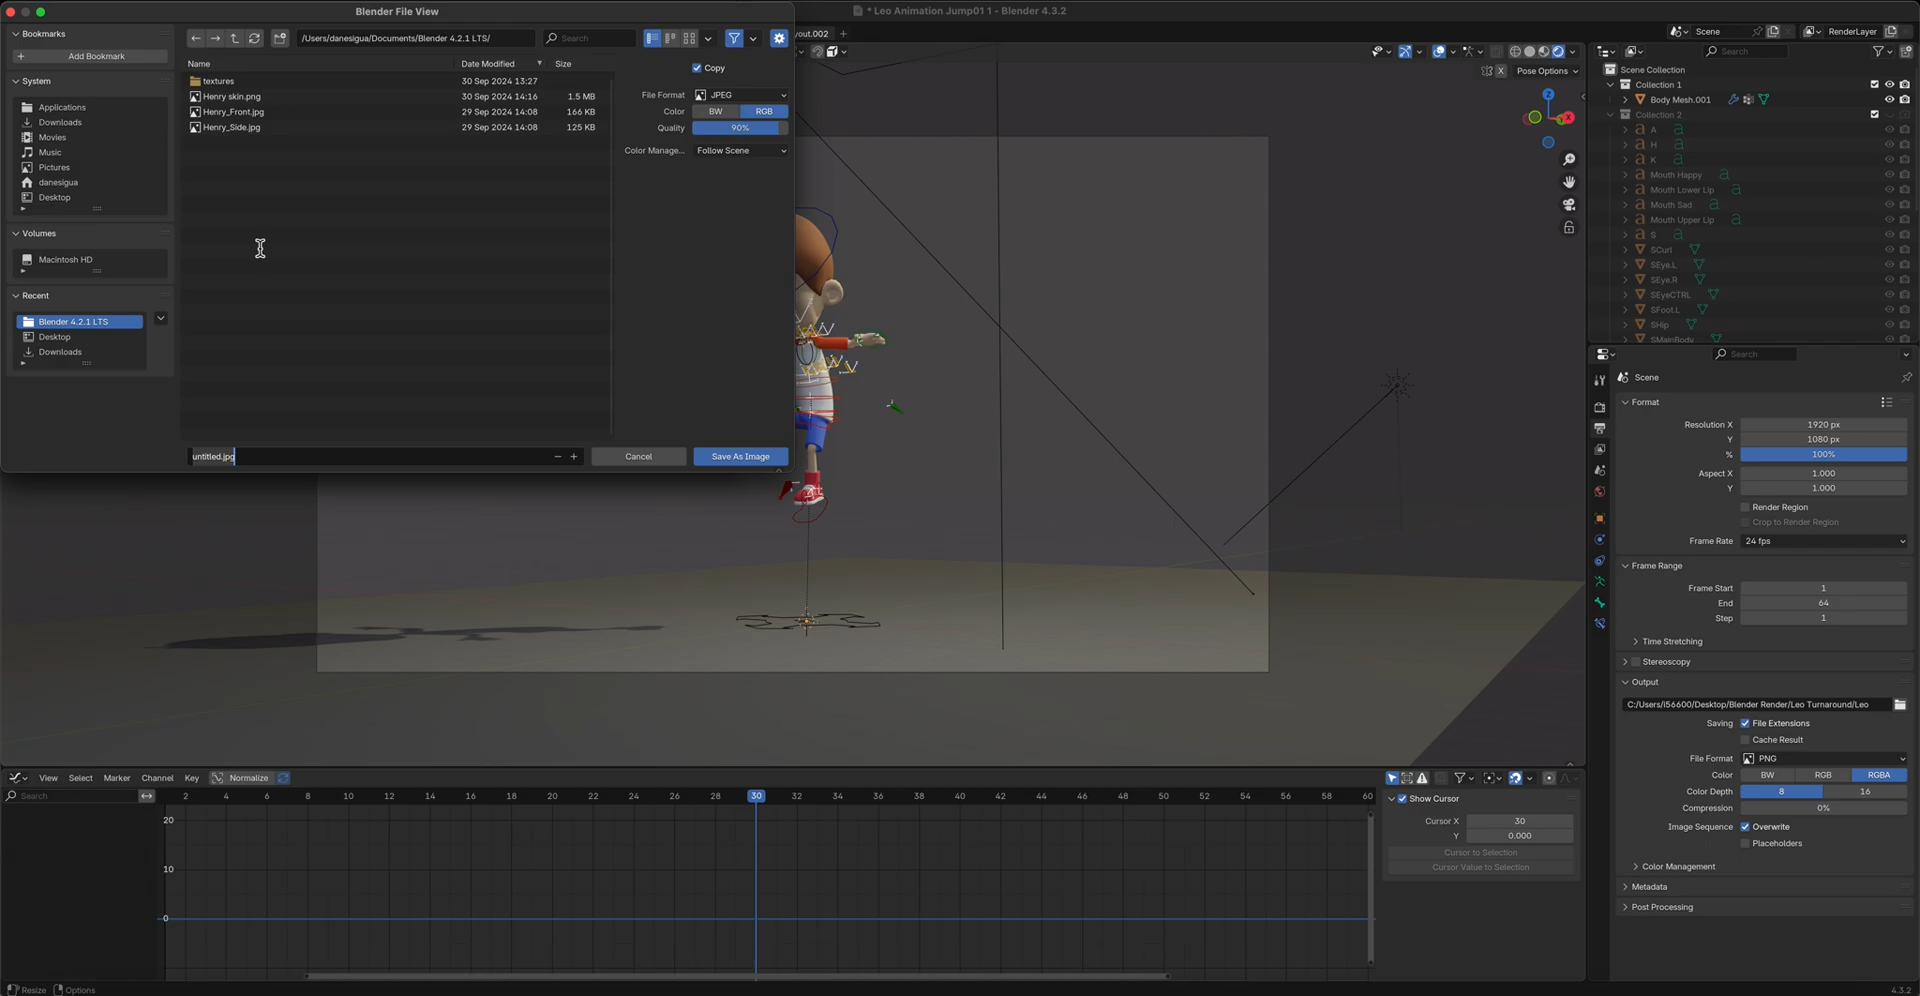 Blender File View
* Leo Animation Jump01 1 - Blender 4.3.2
Scene
RenderLayer
yout.002
Bookmarks
Add Bookmark
System
Applications
Downloads
Movies
Music
Pictures
danesigua
Desktop
Volumes
Macintosh HD
Recent
Blender 4.2.1 LTS
Desktop
Downloads
/Users/danesigua/Documents/Blender 4.2.1 LTS/
Search
Name
Date Modified
Size
textures
30 Sep 2024 13:27
Henry skin.png
30 Sep 2024 14:16
1.5 MB
Henry_Front.jpg
29 Sep 2024 14:08
166 KB
Henry_Side.jpg
29 Sep 2024 14:08
125 KB
Copy
File Format
JPEG
Color
BW
RGB
Quality
90%
Color Manage...
Follow Scene
untitled.jpg
Cancel
Save As Image
X
Pose Options
Z
X
Search
Scene Collection
Collection 1
Body Mesh.001
Collection 2
A
H
K
Mouth Happy
Mouth Lower Lip
Mouth Sad
Mouth Upper Lip
S
SCurl
SEye.L
SEye.R
SEyeCTRL
SFoot.L
SHip
SMainBody
Search
Scene
Format
Resolution X
1920 px
Y
1080 px
%
100%
Aspect X
1.000
Y
1.000
Render Region
Crop to Render Region
Frame Rate
24 fps
Frame Range
Frame Start
1
End
64
Step
1
Time Stretching
Stereoscopy
Output
C:/Users/I56600/Desktop/Blender Render/Leo Turnaround/Leo
Saving
File Extensions
Cache Result
File Format
PNG
Color
BW
RGB
RGBA
Color Depth
8
16
Compression
0%
Image Sequence
Overwrite
Placeholders
Color Management
Metadata
Post Processing
View Select Marker Channel Key Normalize
Search
2 4 6 8 10 12 14 16 18 20 22 24 26 28 30 32 34 36 38 40 42 44 46 48 50 52 54 56 58 60
20
10
0
Show Cursor
Cursor X
30
Y
0.000
Cursor to Selection
Cursor Value to Selection
Resize
Options
4.3.2